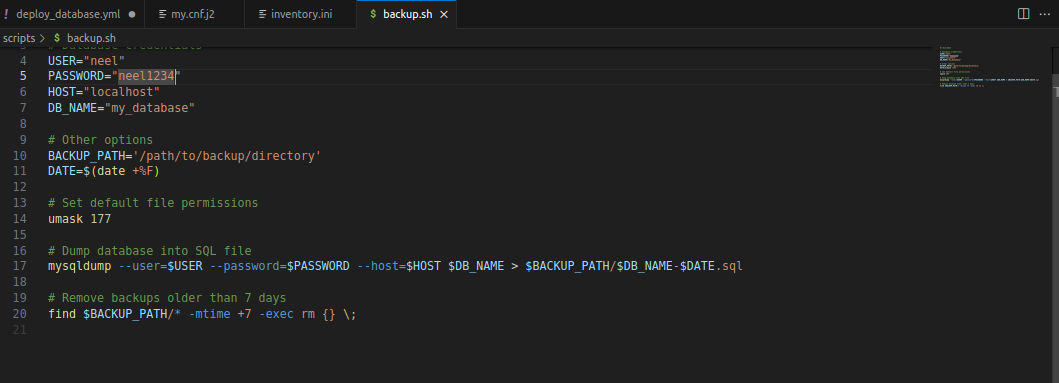 ! deploy_database.yml ● my.cnf.j2 inventory.ini $ backup.sh ×
scripts > $ backup.sh
3 # Database credentials
4 USER="neel"
5 PASSWORD="neel1234"
6 HOST="localhost"
7 DB_NAME="my_database"
8
9 # Other options
10 BACKUP_PATH='/path/to/backup/directory'
11 DATE=$(date +%F)
12
13 # Set default file permissions
14 umask 177
15
16 # Dump database into SQL file
17 mysqldump --user=$USER --password=$PASSWORD --host=$HOST $DB_NAME > $BACKUP_PATH/$DB_NAME-$DATE.sql
18
19 # Remove backups older than 7 days
20 find $BACKUP_PATH/* -mtime +7 -exec rm {} \;
21